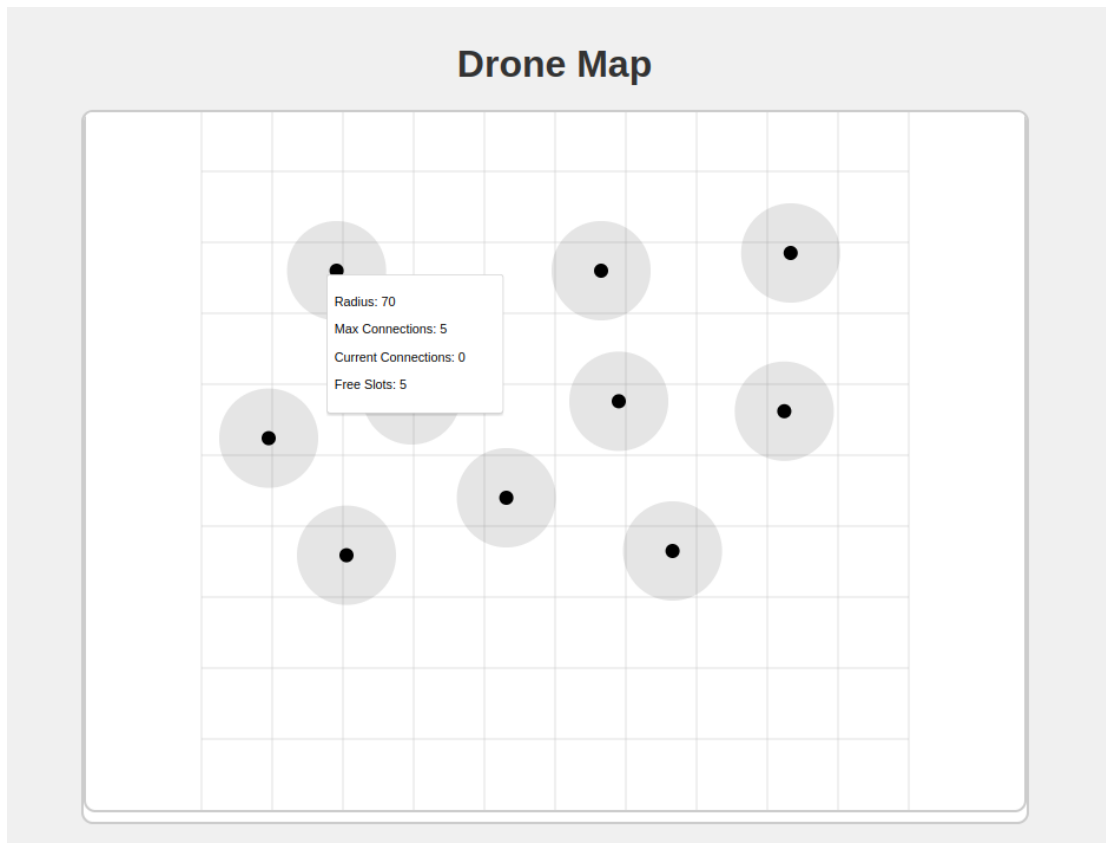 Drone Map
Radius: 70
Max Connections: 5
Current Connections: 0
Free Slots: 5